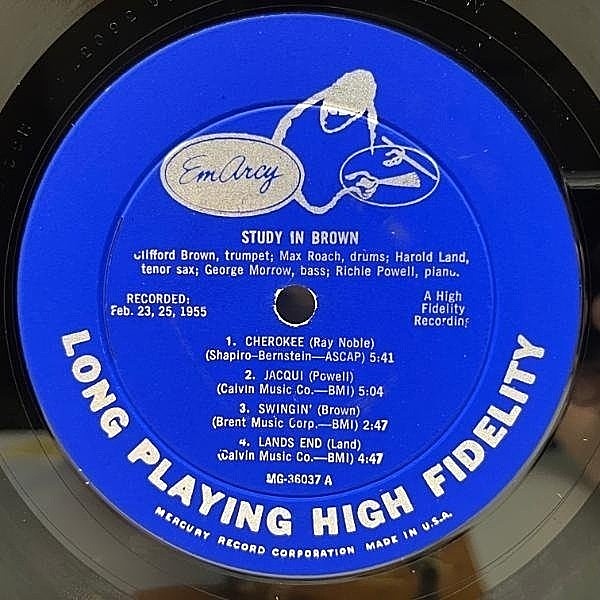 EmArcy
STUDY IN BROWN
Clifford Brown, trumpet; Max Roach, drums; Harold Land,
tenor sax; George Morrow, bass; Richie Powell, piano.
RECORDED:
Feb. 23, 25, 1955
A High
Fidelity
Recording
1. CHEROKEE (Ray Noble)
(Shapiro-Bernstein—ASCAP) 5:41
2. JACQUI (Powell)
(Calvin Music Co.—BMI) 5:04
3. SWINGIN' (Brown)
(Brent Music Corp.—BMI) 2:47
4. LANDS END (Land)
(Calvin Music Co.—BMI) 4:47
MG-36037 A
LONG PLAYING HIGH FIDELITY
MERCURY RECORD CORPORATION MADE IN U.S.A.